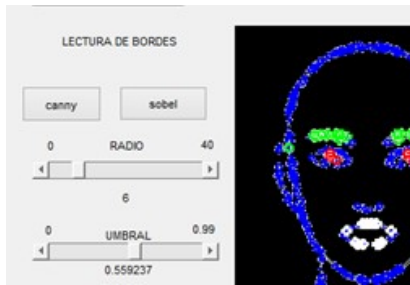 LECTURA DE BORDES
canny sobel
0 RADIO 40
6
0 UMBRAL 0.99
0.559237